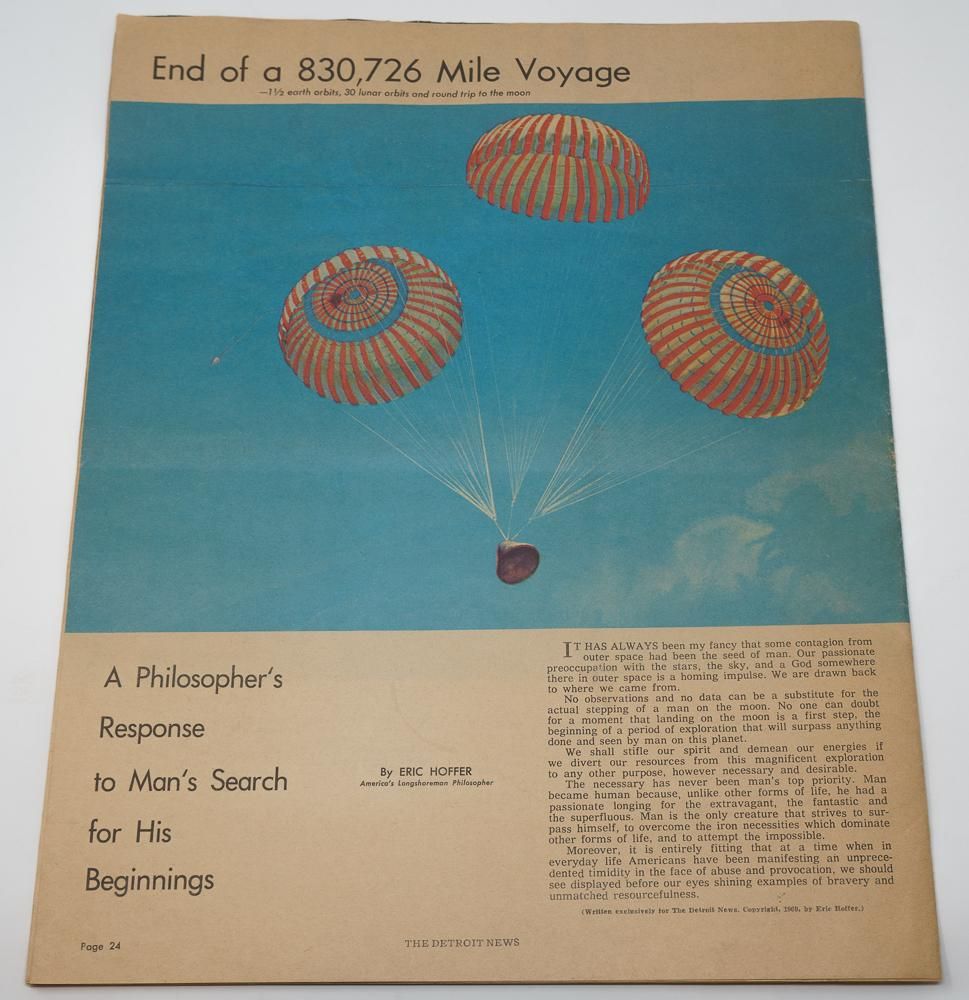 End of a 830,726 Mile Voyage
—1½ earth orbits, 30 lunar orbits and round trip to the moon
A Philosopher's
Response
to Man's Search
for His
Beginnings
By ERIC HOFFER
America's Longshoreman Philosopher
IT HAS ALWAYS been my fancy that some contagion from
outer space had been the seed of man. Our passionate
preoccupation with the stars, the sky, and a God somewhere
there in outer space is a homing impulse. We are drawn back
to where we came from.
No observations and no data can be a substitute for the
actual stepping of a man on the moon. No one can doubt
for a moment that landing on the moon is a first step, the
beginning of a period of exploration that will surpass anything
done and seen by man on this planet.
We shall stifle our spirit and demean our energies if
we divert our resources from this magnificent exploration
to any other purpose, however necessary and desirable.
The necessary has never been man's top priority. Man
became human because, unlike other forms of life, he had a
passionate longing for the extravagant, the fantastic and
the superfluous. Man is the only creature that strives to sur-
pass himself, to overcome the iron necessities which dominate
other forms of life, and to attempt the impossible.
Moreover, it is entirely fitting that at a time when in
everyday life Americans have been manifesting an unprece-
dented timidity in the face of abuse and provocation, we should
see displayed before our eyes shining examples of bravery and
unmatched resourcefulness.
(Written exclusively for The Detroit News. Copyright, 1969, by Eric Hoffer.)
Page 24
THE DETROIT NEWS